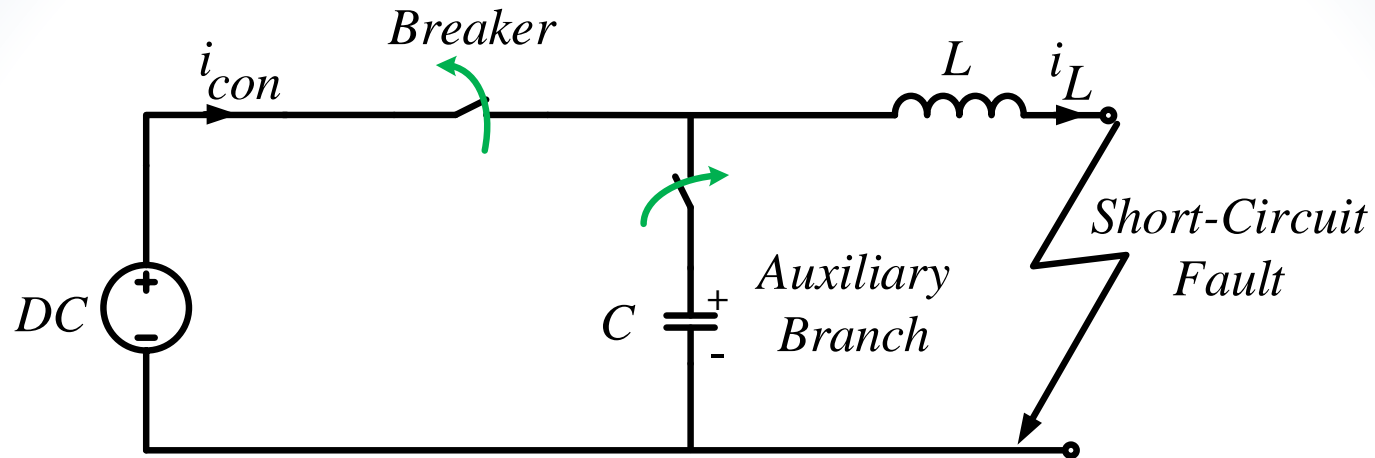 Breaker
i_con
L
i_L
DC
+
-
C
+
-
Auxiliary
Branch
Short-Circuit
Fault